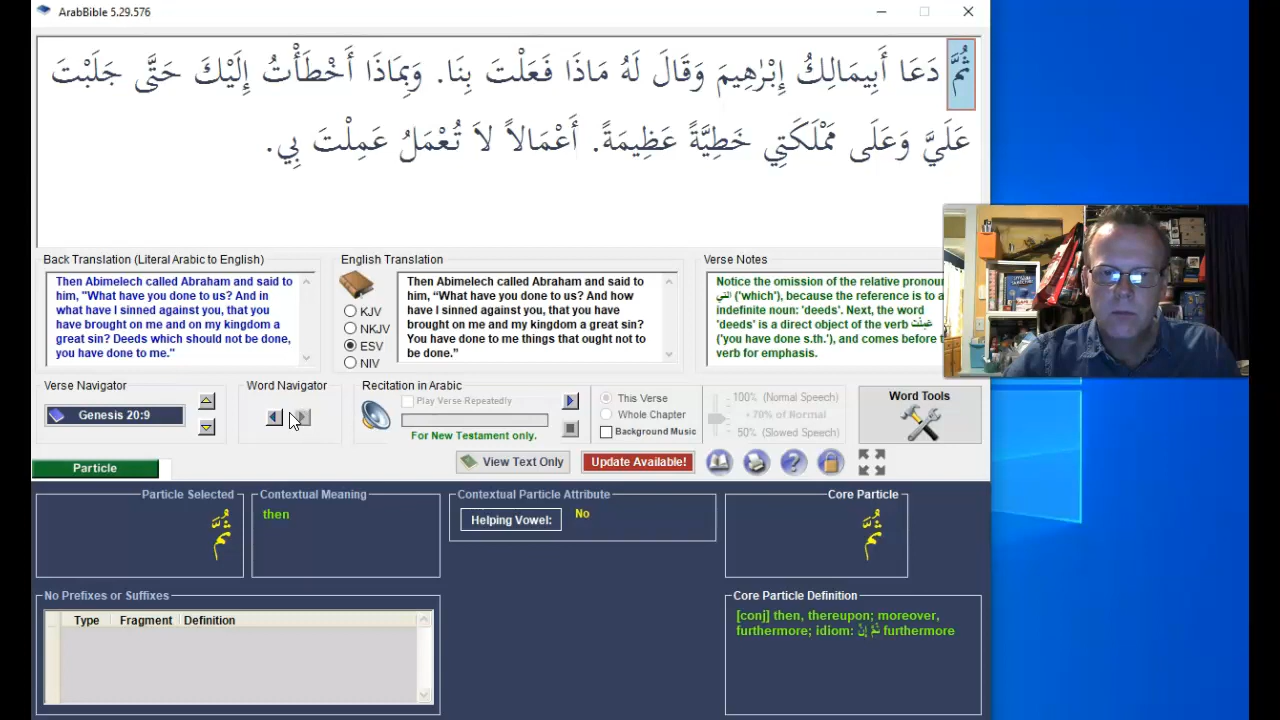 ArabBible 5.29.576
ثُمَّ دَعَا أَبِيمَالِكُ إِبْرٰهِيمَ وَقَالَ لَهُ مَاذَا فَعَلْتَ بِنَا. وَبِمَاذَا أَخْطَأْتُ إِلَيْكَ حَتَّى جَلَبْتَ
عَلَيَّ وَعَلَى مَمْلَكَتِي خَطِيَّةً عَظِيمَةً. أَعْمَالاً لاَ تُعْمَلُ عَمِلْتَ بِي.
Back Translation (Literal Arabic to English)
Then Abimelech called Abraham and said to
him, "What have you done to us? And in
what have I sinned against you, that you
have brought on me and on my kingdom a
great sin? Deeds which should not be done,
you have done to me."
English Translation
KJV
NKJV
ESV
NIV
Then Abimelech called Abraham and said to
him, “What have you done to us? And how
have I sinned against you, that you have
brought on me and my kingdom a great sin?
You have done to me things that ought not to
be done.”
Verse Notes
Notice the omission of the relative pronoun
التي ('which'), because the reference is to a
indefinite noun: 'deeds'. Next, the word
'deeds' is a direct object of the verb عَمِلْتَ
('you have done s.th.'), and comes before t
verb for emphasis.
Verse Navigator
Genesis 20:9
Word Navigator
Recitation in Arabic
Play Verse Repeatedly
For New Testament only.
This Verse
Whole Chapter
Background Music
100% (Normal Speech)
+70% of Normal
50% (Slowed Speech)
Word Tools
View Text Only
Update Available!
Particle
Particle Selected
ثُمَّ
Contextual Meaning
then
Contextual Particle Attribute
Helping Vowel:
No
Core Particle
ثُمَّ
No Prefixes or Suffixes
Type Fragment Definition
Core Particle Definition
[conj] then, thereupon; moreover,
furthermore; idiom: ثُمَّ إِنَّ furthermore